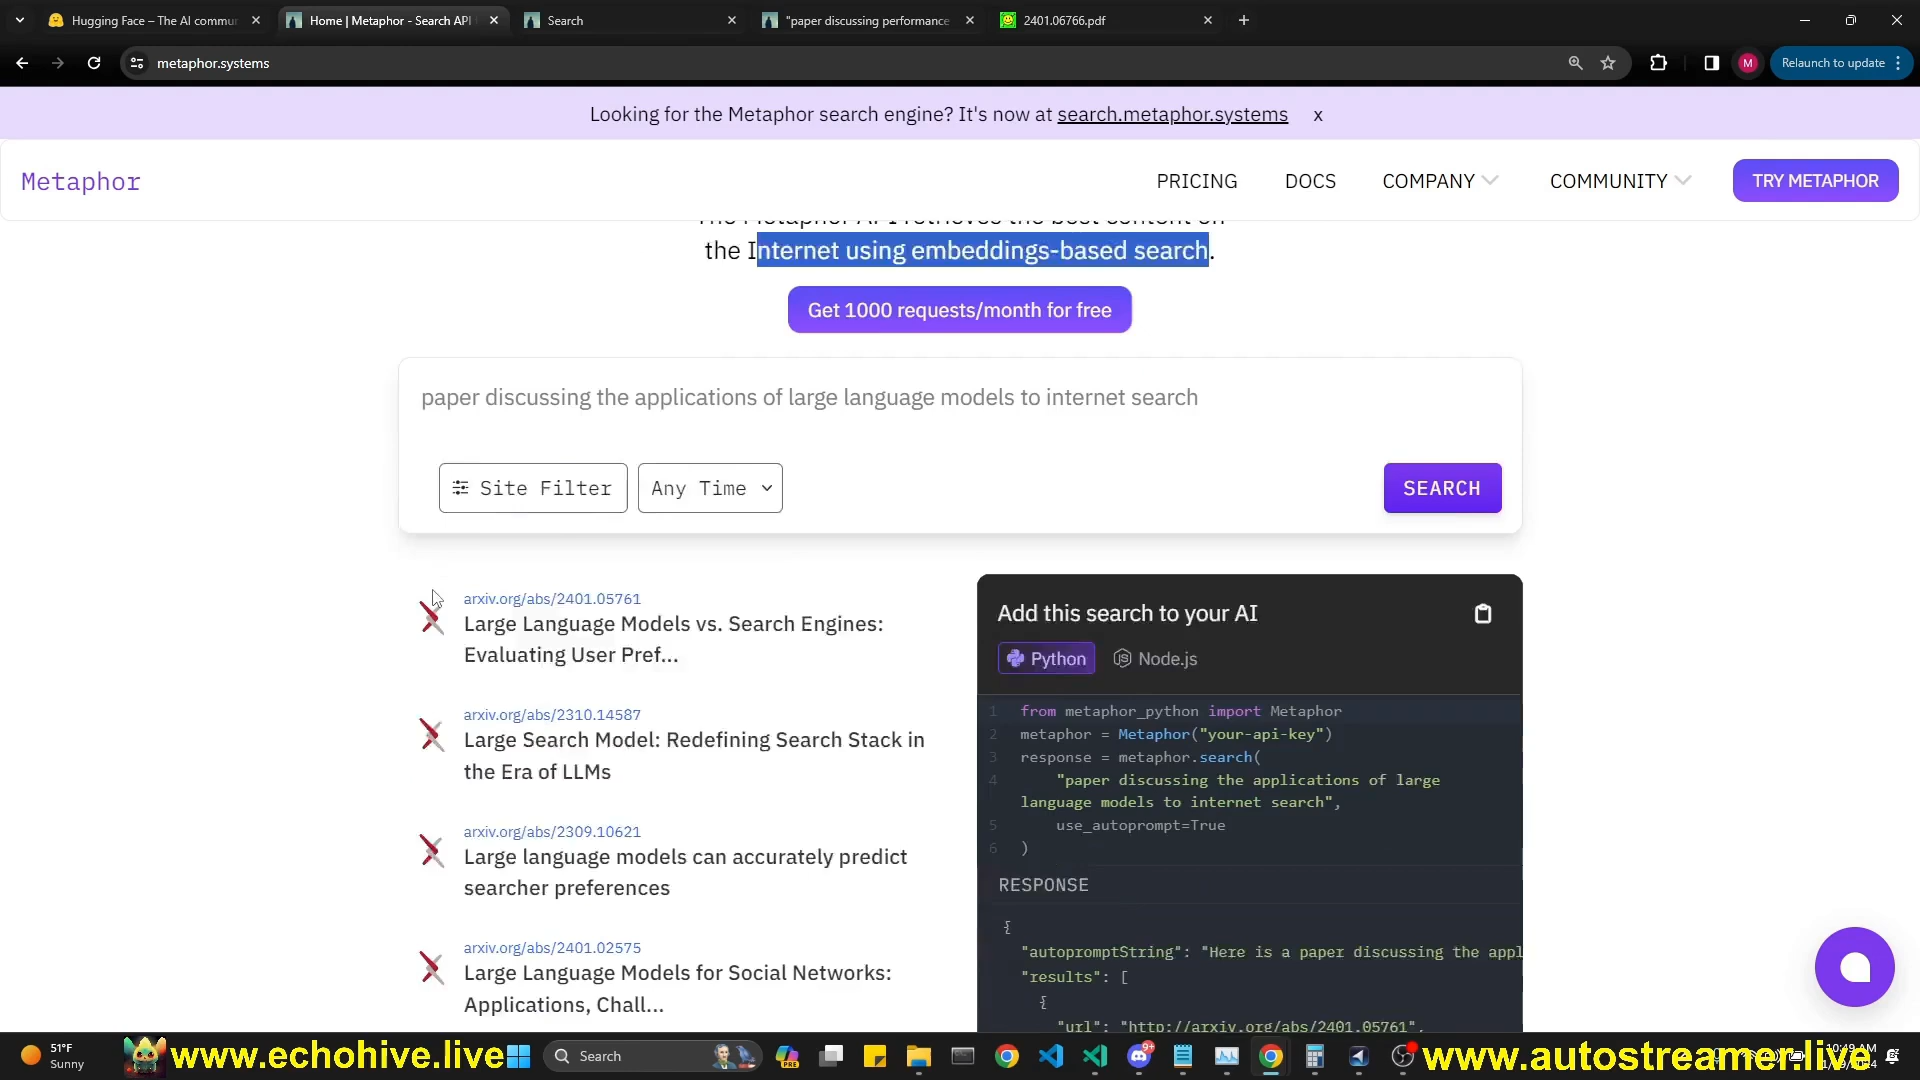 Hugging Face – The AI commun
Home | Metaphor - Search API
Search
"paper discussing performance
2401.06766.pdf
metaphor.systems
M
Relaunch to update
Looking for the Metaphor search engine? It's now at search.metaphor.systems x
Metaphor
PRICING
DOCS
COMPANY
COMMUNITY
TRY METAPHOR
the Internet using embeddings-based search.
Get 1000 requests/month for free
paper discussing the applications of large language models to internet search
Site Filter
Any Time
SEARCH
arxiv.org/abs/2401.05761
Large Language Models vs. Search Engines:
Evaluating User Pref...
arxiv.org/abs/2310.14587
Large Search Model: Redefining Search Stack in
the Era of LLMs
arxiv.org/abs/2309.10621
Large language models can accurately predict
searcher preferences
arxiv.org/abs/2401.02575
Large Language Models for Social Networks:
Applications, Chall...
Add this search to your AI
Python
Node.js
1 from metaphor_python import Metaphor
2 metaphor = Metaphor("your-api-key")
3 response = metaphor.search(
4 "paper discussing the applications of large
language models to internet search",
5 use_autoprompt=True
6 )
RESPONSE
{
"autopromptString": "Here is a paper discussing the appl
"results": [
{
"url": "http://arxiv.org/abs/2401.05761",
51°F
Sunny
www.echohive.live
Search
PRE
9+
www.autostreamer.live
10:49 AM